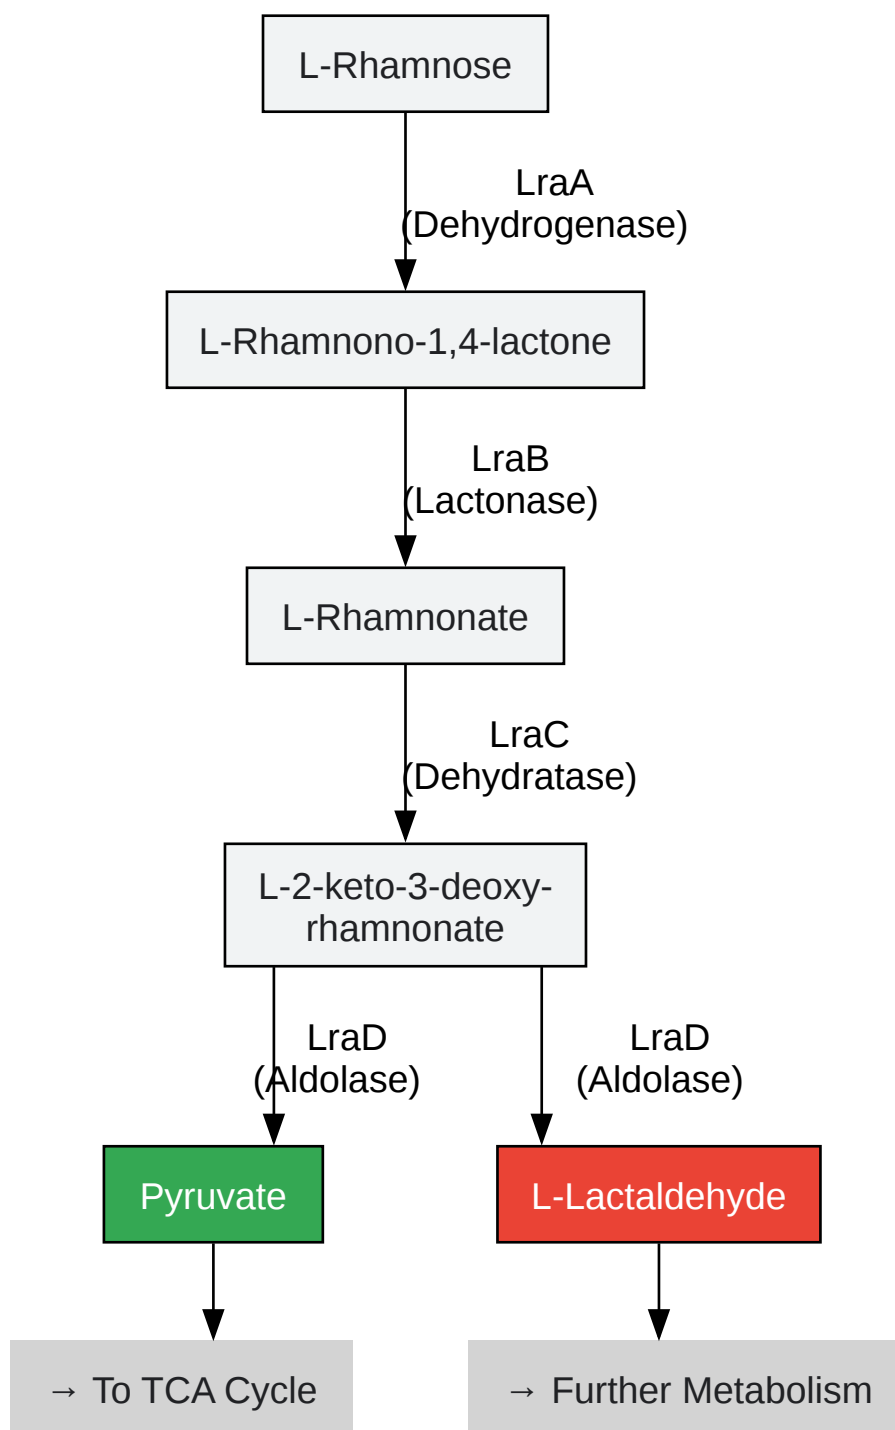 L-Rhamnose
LraA
(Dehydrogenase)
L-Rhamnono-1,4-lactone
LraB
(Lactonase)
L-Rhamnonate
LraC
(Dehydratase)
L-2-keto-3-deoxy-
rhamnonate
LraD
(Aldolase)
LraD
(Aldolase)
Pyruvate
L-Lactaldehyde
→ To TCA Cycle
→ Further Metabolism